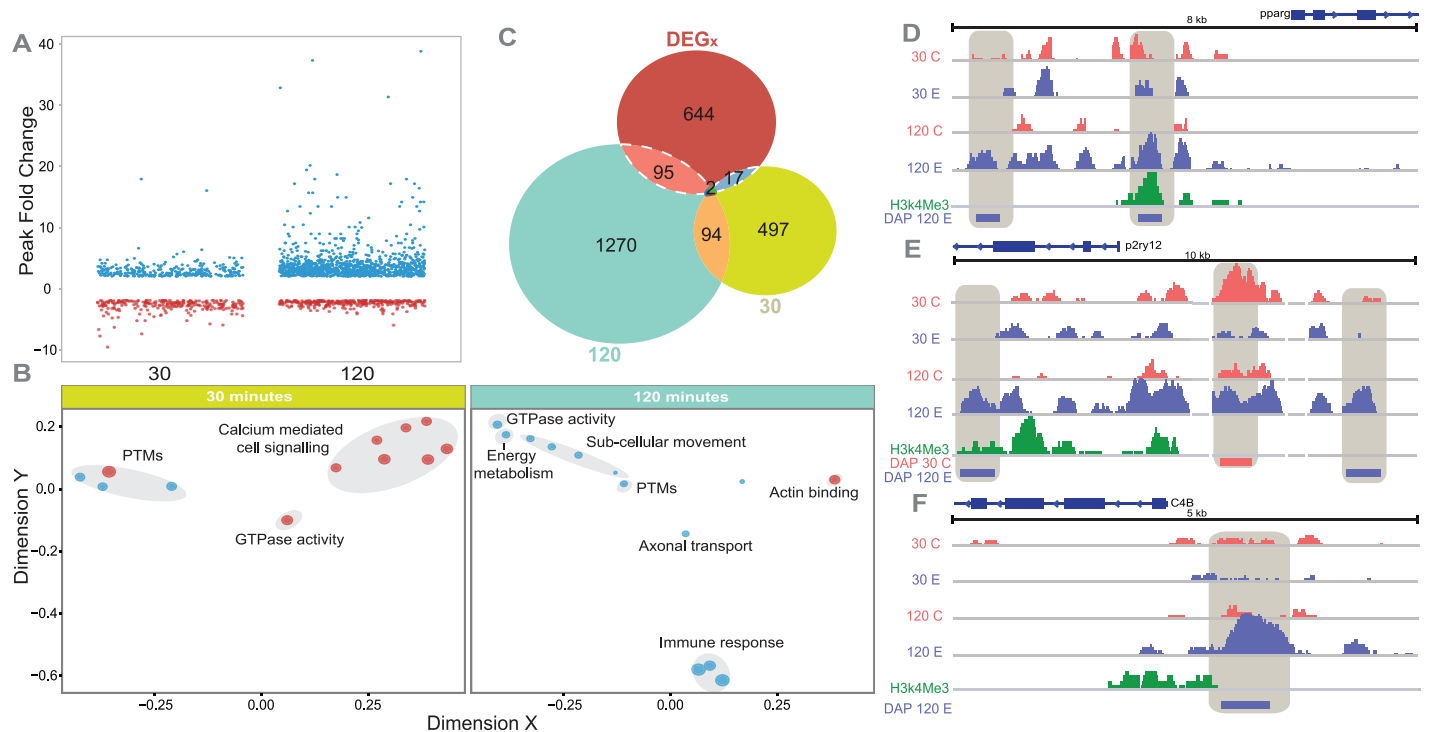 A
Peak Fold Change
40
30
20
10
0
−10
30
120
B
30 minutes
120 minutes
Dimension Y
0.2
0.0
−0.2
−0.4
−0.6
Calcium mediated
cell signalling
PTMs
GTPase activity
−0.25
0.00
0.25
GTPase activity
Energy
metabolism
Sub-cellular movement
PTMs
Actin binding
Axonal transport
Immune response
−0.25
0.00
0.25
Dimension X
C
DEGx
644
95
2
17
1270
94
497
120
30
D
pparg
8 kb
30 C
30 E
120 C
120 E
H3k4Me3
DAP 120 E
E
p2ry12
10 kb
30 C
30 E
120 C
120 E
H3k4Me3
DAP 30 C
DAP 120 E
F
C4B
5 kb
30 C
30 E
120 C
120 E
H3k4Me3
DAP 120 E